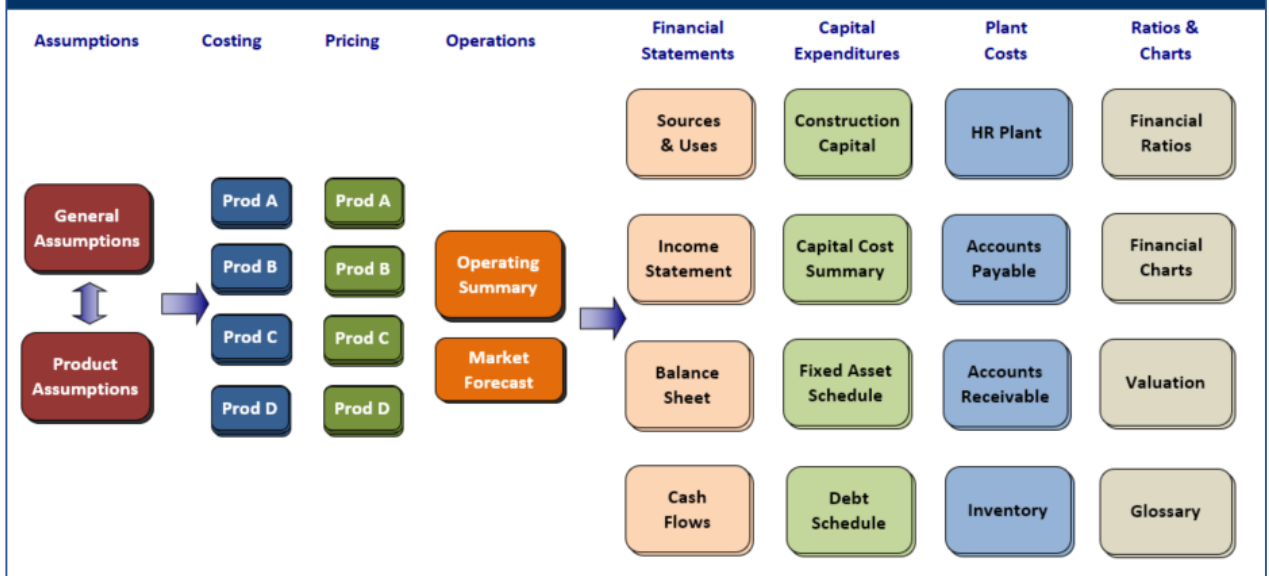 Assumptions
Costing
Pricing
Operations
Financial
Statements
Capital
Expenditures
Plant
Costs
Ratios &
Charts
General
Assumptions
Product
Assumptions
Prod A
Prod B
Prod C
Prod D
Prod A
Prod B
Prod C
Prod D
Operating
Summary
Market
Forecast
Sources
& Uses
Income
Statement
Balance
Sheet
Cash
Flows
Construction
Capital
Capital Cost
Summary
Fixed Asset
Schedule
Debt
Schedule
HR Plant
Accounts
Payable
Accounts
Receivable
Inventory
Financial
Ratios
Financial
Charts
Valuation
Glossary